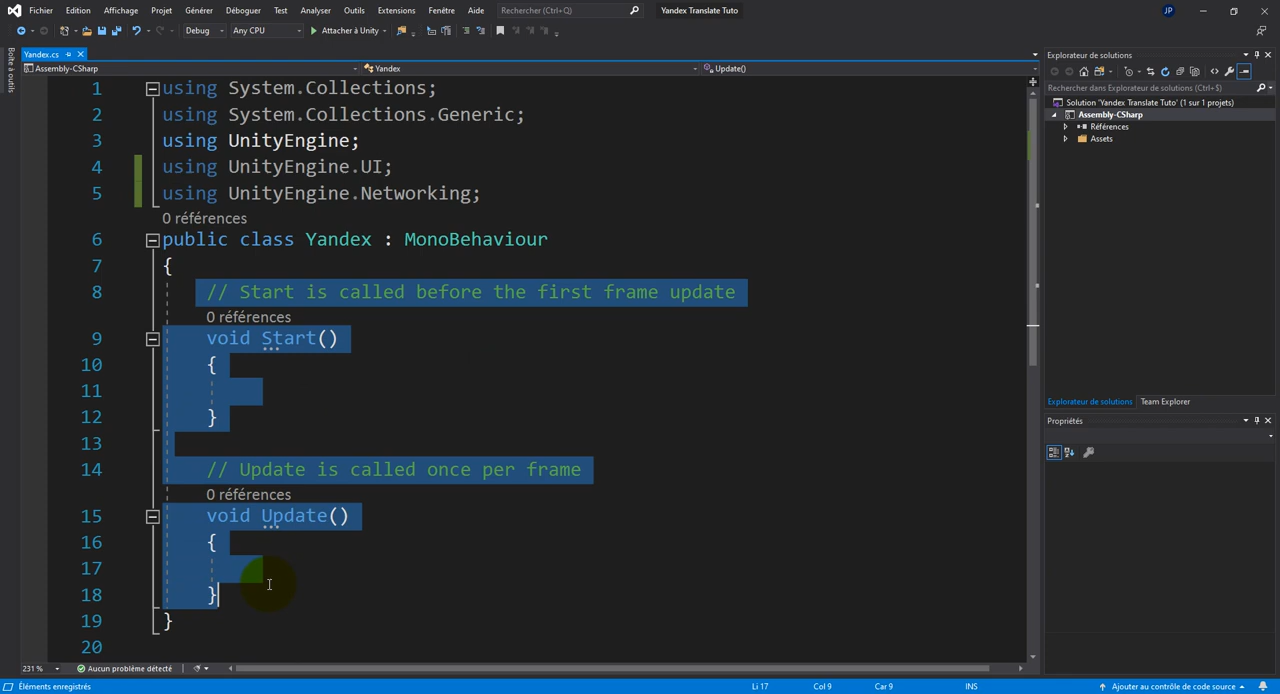 Fichier Edition Affichage Projet Générer Déboguer Test Analyser Outils Extensions Fenêtre Aide Rechercher (Ctrl+Q) Yandex Translate Tuto JP
Debug Any CPU Attacher à Unity
Boîte à outils
Yandex.cs
Assembly-CSharp Yandex Update()
1 using System.Collections;
2 using System.Collections.Generic;
3 using UnityEngine;
4 using UnityEngine.UI;
5 using UnityEngine.Networking;
0 références
6 public class Yandex : MonoBehaviour
7 {
8 // Start is called before the first frame update
0 références
9 void Start()
10 {
11
12 }
13
14 // Update is called once per frame
0 références
15 void Update()
16 {
17
18 }
19 }
20
231 % Aucun problème détecté
Explorateur de solutions
Rechercher dans Explorateur de solutions (Ctrl+$)
Solution 'Yandex Translate Tuto' (1 sur 1 projets)
Assembly-CSharp
Références
Assets
Explorateur de solutions Team Explorer
Propriétés
Éléments enregistrés Li 17 Col 9 Car 9 INS Ajouter au contrôle de code source